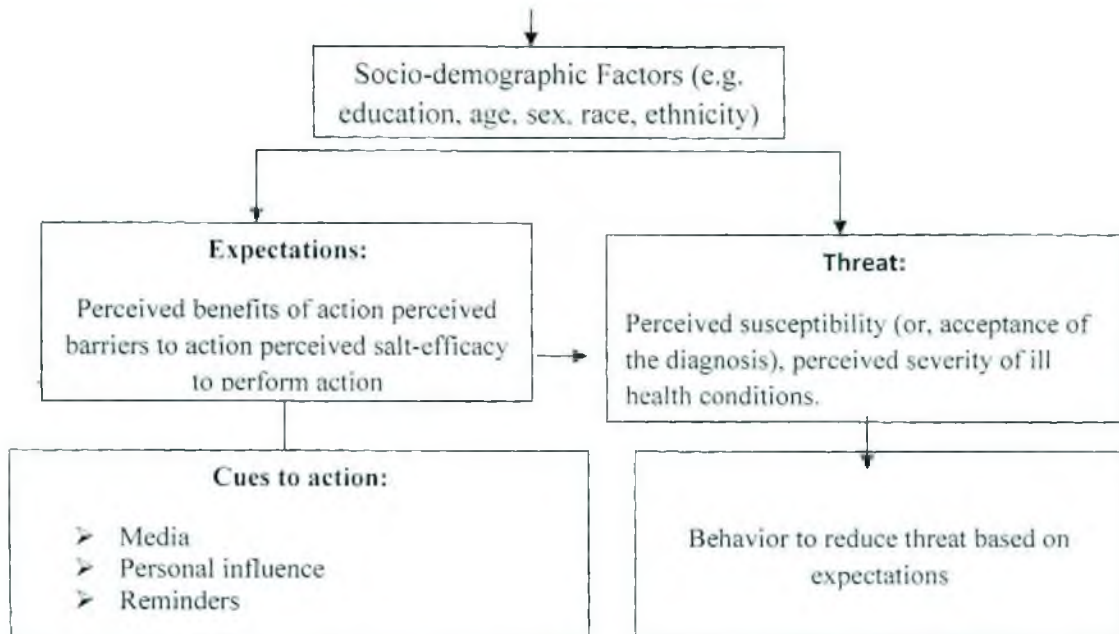 Socio-demographic Factors (e.g.
education, age, sex, race, ethnicity)
Expectations:
Perceived benefits of action perceived
barriers to action perceived salt-efficacy
to perform action
Threat:
Perceived susceptibility (or, acceptance of
the diagnosis), perceived severity of ill
health conditions.
Cues to action:
➤ Media
➤ Personal influence
➤ Reminders
Behavior to reduce threat based on
expectations